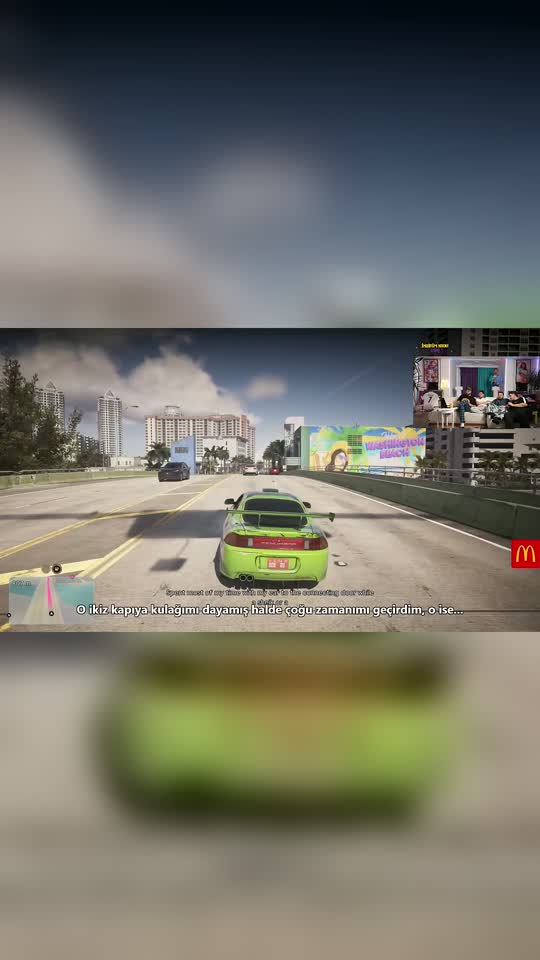 WASHINGTON
BEACH
Spent most of my time with my ear to the connecting door while
O ikiz kapıya kulağımı dayamış halde çoğu zamanımı geçirdim, o ise...